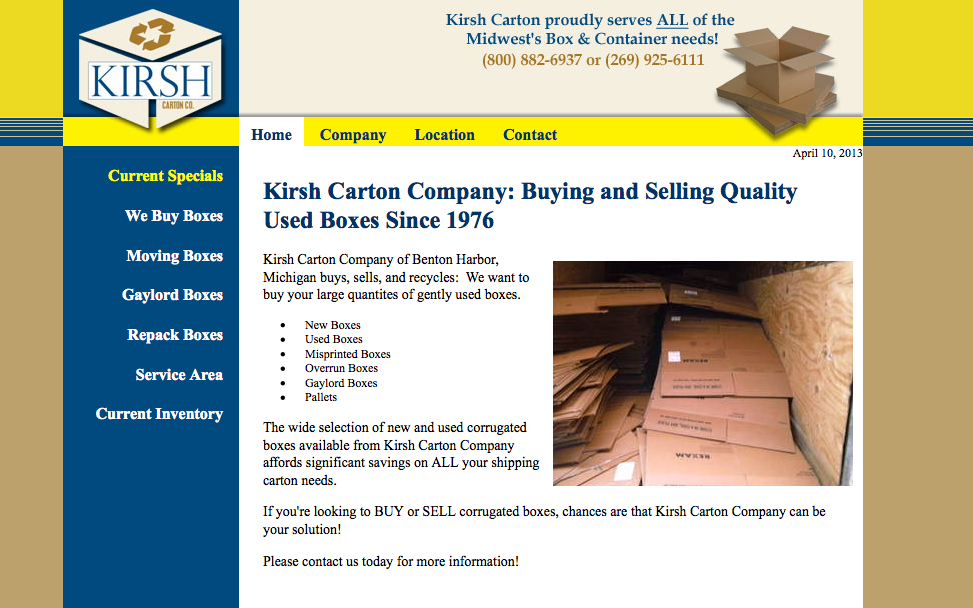 KIRSH
CARTON CO.
Kirsh Carton proudly serves ALL of the
Midwest's Box & Container needs!
(800) 882-6937 or (269) 925-6111
Home Company Location Contact
April 10, 2013
Current Specials
We Buy Boxes
Moving Boxes
Gaylord Boxes
Repack Boxes
Service Area
Current Inventory
Kirsh Carton Company: Buying and Selling Quality
Used Boxes Since 1976
Kirsh Carton Company of Benton Harbor,
Michigan buys, sells, and recycles: We want to
buy your large quantites of gently used boxes.
• New Boxes
• Used Boxes
• Misprinted Boxes
• Overrun Boxes
• Gaylord Boxes
• Pallets
The wide selection of new and used corrugated
boxes available from Kirsh Carton Company
affords significant savings on ALL your shipping
carton needs.
If you're looking to BUY or SELL corrugated boxes, chances are that Kirsh Carton Company can be
your solution!
Please contact us today for more information!
REXAM
REXAM